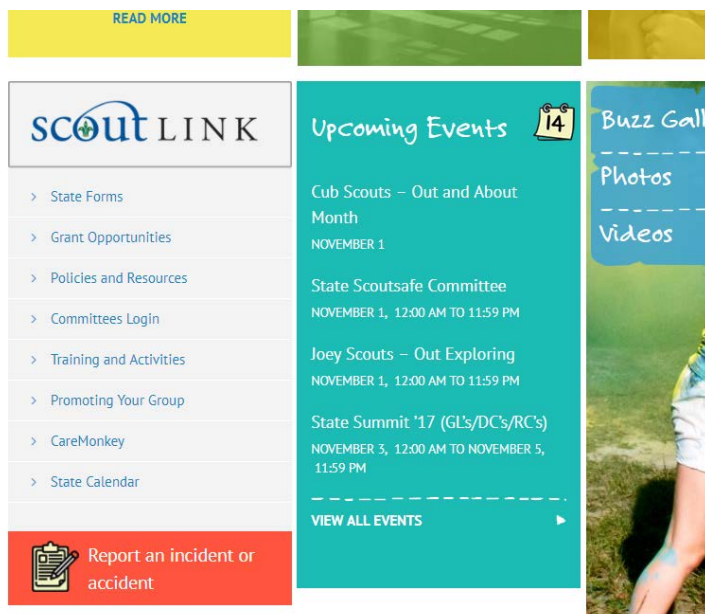 READ MORE
scout LINK
State Forms
Grant Opportunities
Policies and Resources
Committees Login
Training and Activities
Promoting Your Group
CareMonkey
State Calendar
Report an incident or
accident
Upcoming Events
14
Cub Scouts – Out and About
Month
NOVEMBER 1
State Scoutsafe Committee
NOVEMBER 1, 12:00 AM TO 11:59 PM
Joey Scouts – Out Exploring
NOVEMBER 1, 12:00 AM TO 11:59 PM
State Summit '17 (GL's/DC's/RC's)
NOVEMBER 3, 12:00 AM TO NOVEMBER 5,
11:59 PM
VIEW ALL EVENTS
Buzz Gall
Photos
Videos